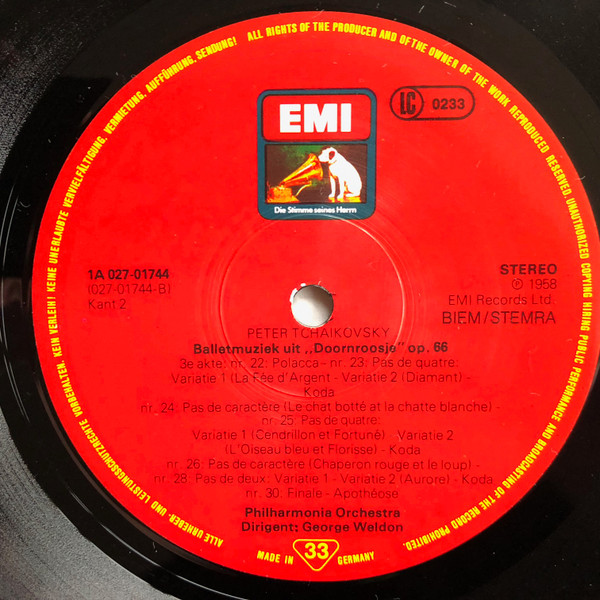 ALL RIGHTS OF THE PRODUCER AND OF THE OWNER OF THE WORK REPRODUCED RESERVED. UNAUTHORIZED COPYING HIRING PUBLIC PERFORMANCE AND BROADCASTING OF THE RECORD PROHIBITED.
ALLE URHEBER- UND LEISTUNGSSCHUTZRECHTE VORBEHALTEN. KEIN VERLEIH! KEINE UNERLAUBTE VERVIELFÄLTIGUNG, VERMIETUNG, AUFFÜHRUNG, SENDUNG!
EMI
LC 0233
Die Stimme seines Herrn
1A 027-01744
(027-01744-B)
Kant 2
STEREO
℗ 1958
EMI Records Ltd.
BIEM/STEMRA
PETER TCHAIKOVSKY
Balletmuziek uit ,,Doornroosje" op. 66
3e akte: nr. 22: Polacca - nr. 23: Pas de quatre:
Variatie 1 (La Fée d'Argent - Variatie 2 (Diamant) -
Koda
nr. 24: Pas de caractère (Le chat botté et la chatte blanche) -
nr. 25: Pas de quatre:
Variatie 1 (Cendrillon et Fortuné) - Variatie 2
(L'Oiseau bleu et Florisse) - Koda
nr. 26: Pas de caractère (Chaperon rouge et le loup) -
nr. 28: Pas de deux: Variatie 1 - Variatie 2 (Aurore) - Koda
nr. 30: Finale - Apothéose
Philharmonia Orchestra
Dirigent: George Weldon
MADE IN 33 GERMANY